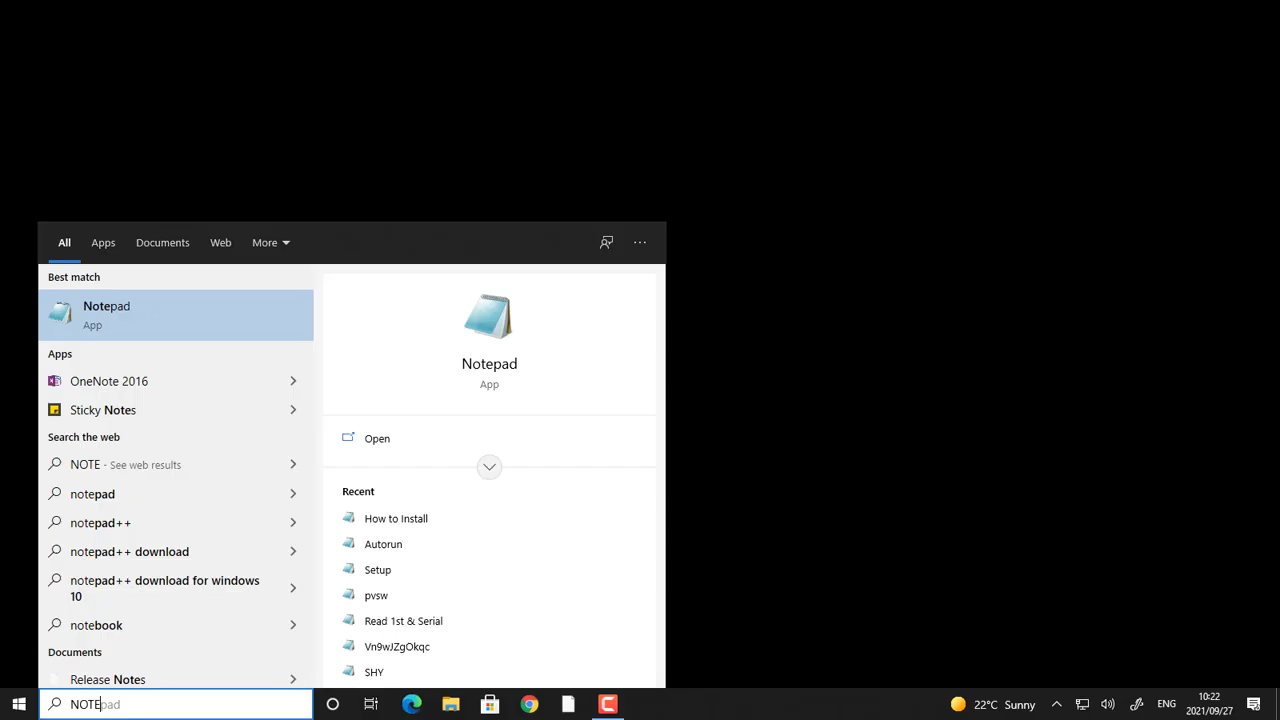 All Apps Documents Web More ...
Best match
Notepad
App
Apps
OneNote 2016
Sticky Notes
Search the web
NOTE - See web results
notepad
notepad++
notepad++ download
notepad++ download for windows
10
notebook
Documents
Release Notes
Notepad
App
Open
Recent
How to Install
Autorun
Setup
pvsw
Read 1st & Serial
Vn9wJZgOkqc
SHY
NOTEpad
22°C Sunny
ENG
10:22
2021/09/27